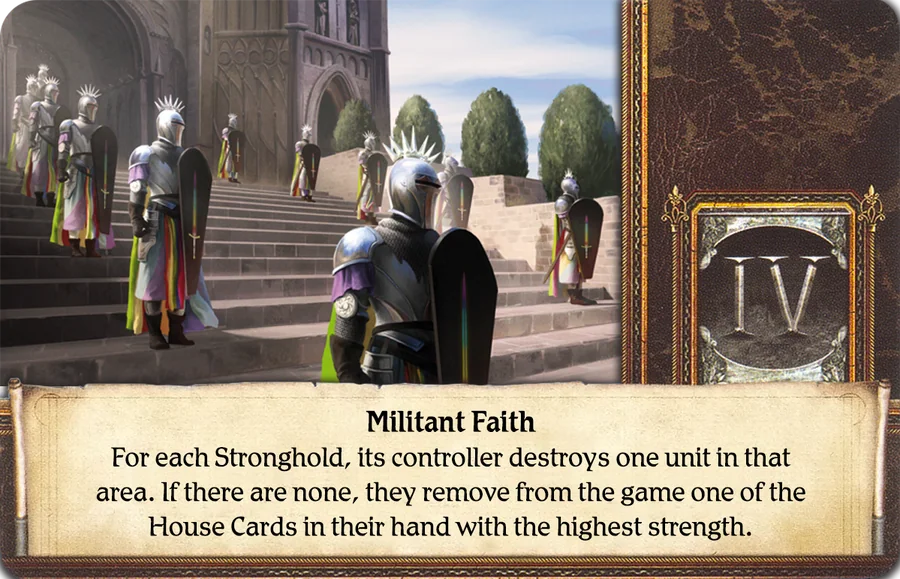 IV
Militant Faith
For each Stronghold, its controller destroys one unit in that
area. If there are none, they remove from the game one of the
House Cards in their hand with the highest strength.